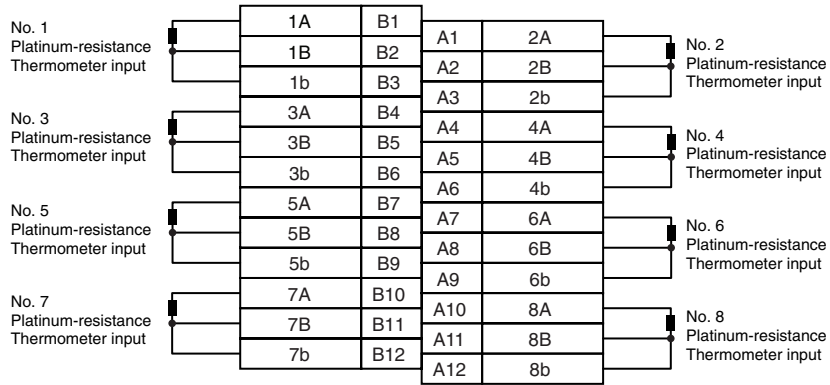 No. 1
Platinum-resistance
Thermometer input
1A B1
1B B2
1b B3
No. 3
Platinum-resistance
Thermometer input
3A B4
3B B5
3b B6
No. 5
Platinum-resistance
Thermometer input
5A B7
5B B8
5b B9
No. 7
Platinum-resistance
Thermometer input
7A B10
7B B11
7b B12
A1 2A
A2 2B
A3 2b
No. 2
Platinum-resistance
Thermometer input
A4 4A
A5 4B
A6 4b
No. 4
Platinum-resistance
Thermometer input
A7 6A
A8 6B
A9 6b
No. 6
Platinum-resistance
Thermometer input
A10 8A
A11 8B
A12 8b
No. 8
Platinum-resistance
Thermometer input